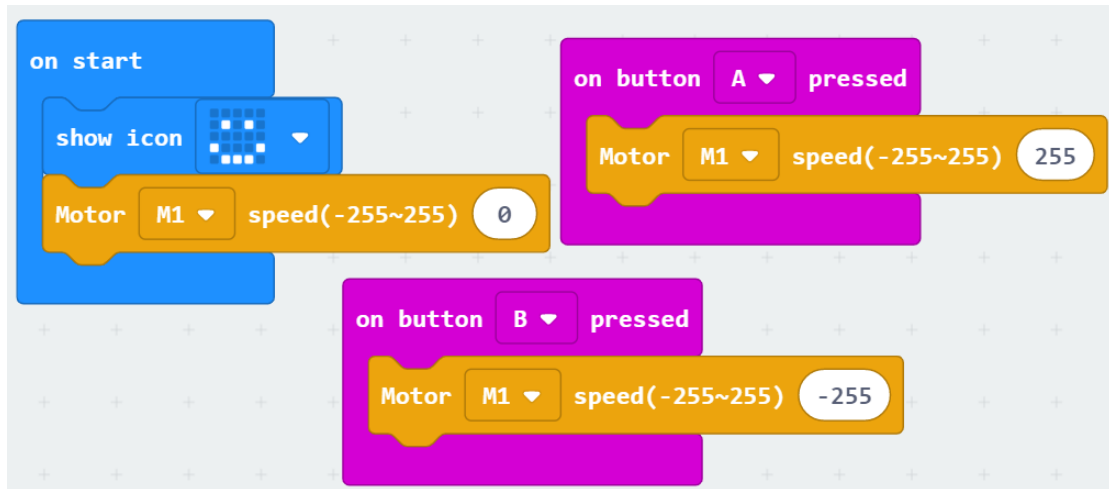 on start
show icon
Motor M1 speed(-255~255) 0
on button A pressed
Motor M1 speed(-255~255) 255
on button B pressed
Motor M1 speed(-255~255) -255